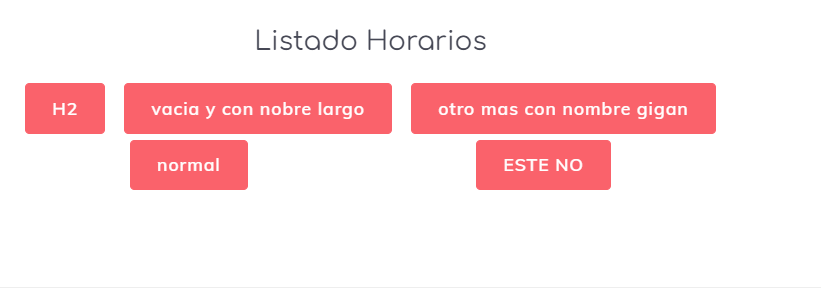 Listado Horarios
H2 vacia y con nobre largo otro mas con nombre gigan
normal ESTE NO